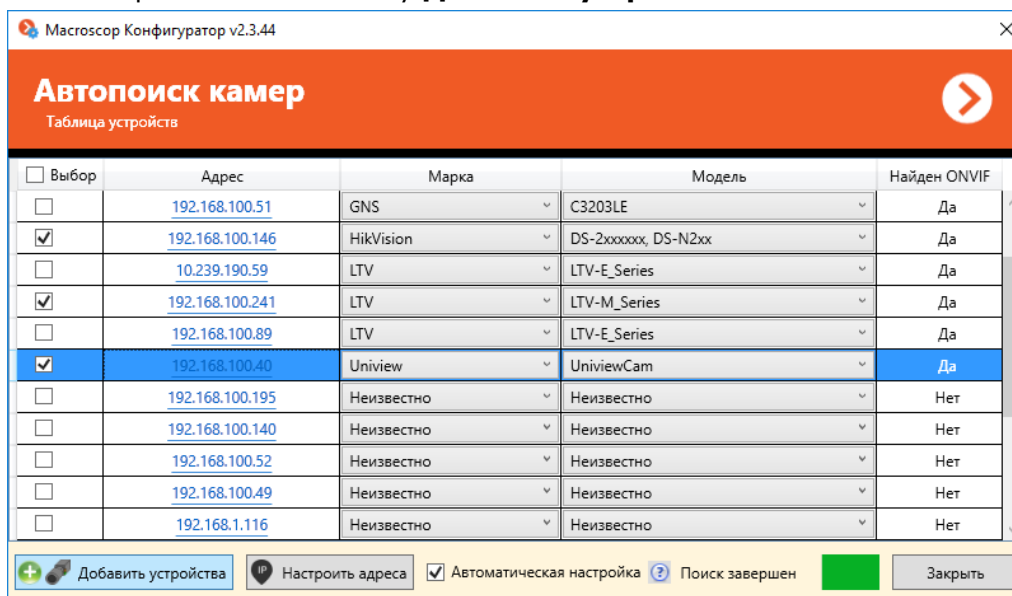 Macroscop Конфигуратор v2.3.44
Автопоиск камер
Таблица устройств
Выбор Адрес Марка Модель Найден ONVIF
192.168.100.51 GNS C3203LE Да
192.168.100.146 HikVision DS-2xxxxxx, DS-N2xx Да
10.239.190.59 LTV LTV-E_Series Да
192.168.100.241 LTV LTV-M_Series Да
192.168.100.89 LTV LTV-E_Series Да
192.168.100.40 Uniview UniviewCam Да
192.168.100.195 Неизвестно Неизвестно Нет
192.168.100.140 Неизвестно Неизвестно Нет
192.168.100.52 Неизвестно Неизвестно Нет
192.168.100.49 Неизвестно Неизвестно Нет
192.168.1.116 Неизвестно Неизвестно Нет
Добавить устройства IP Настроить адреса Автоматическая настройка ? Поиск завершен Закрыть